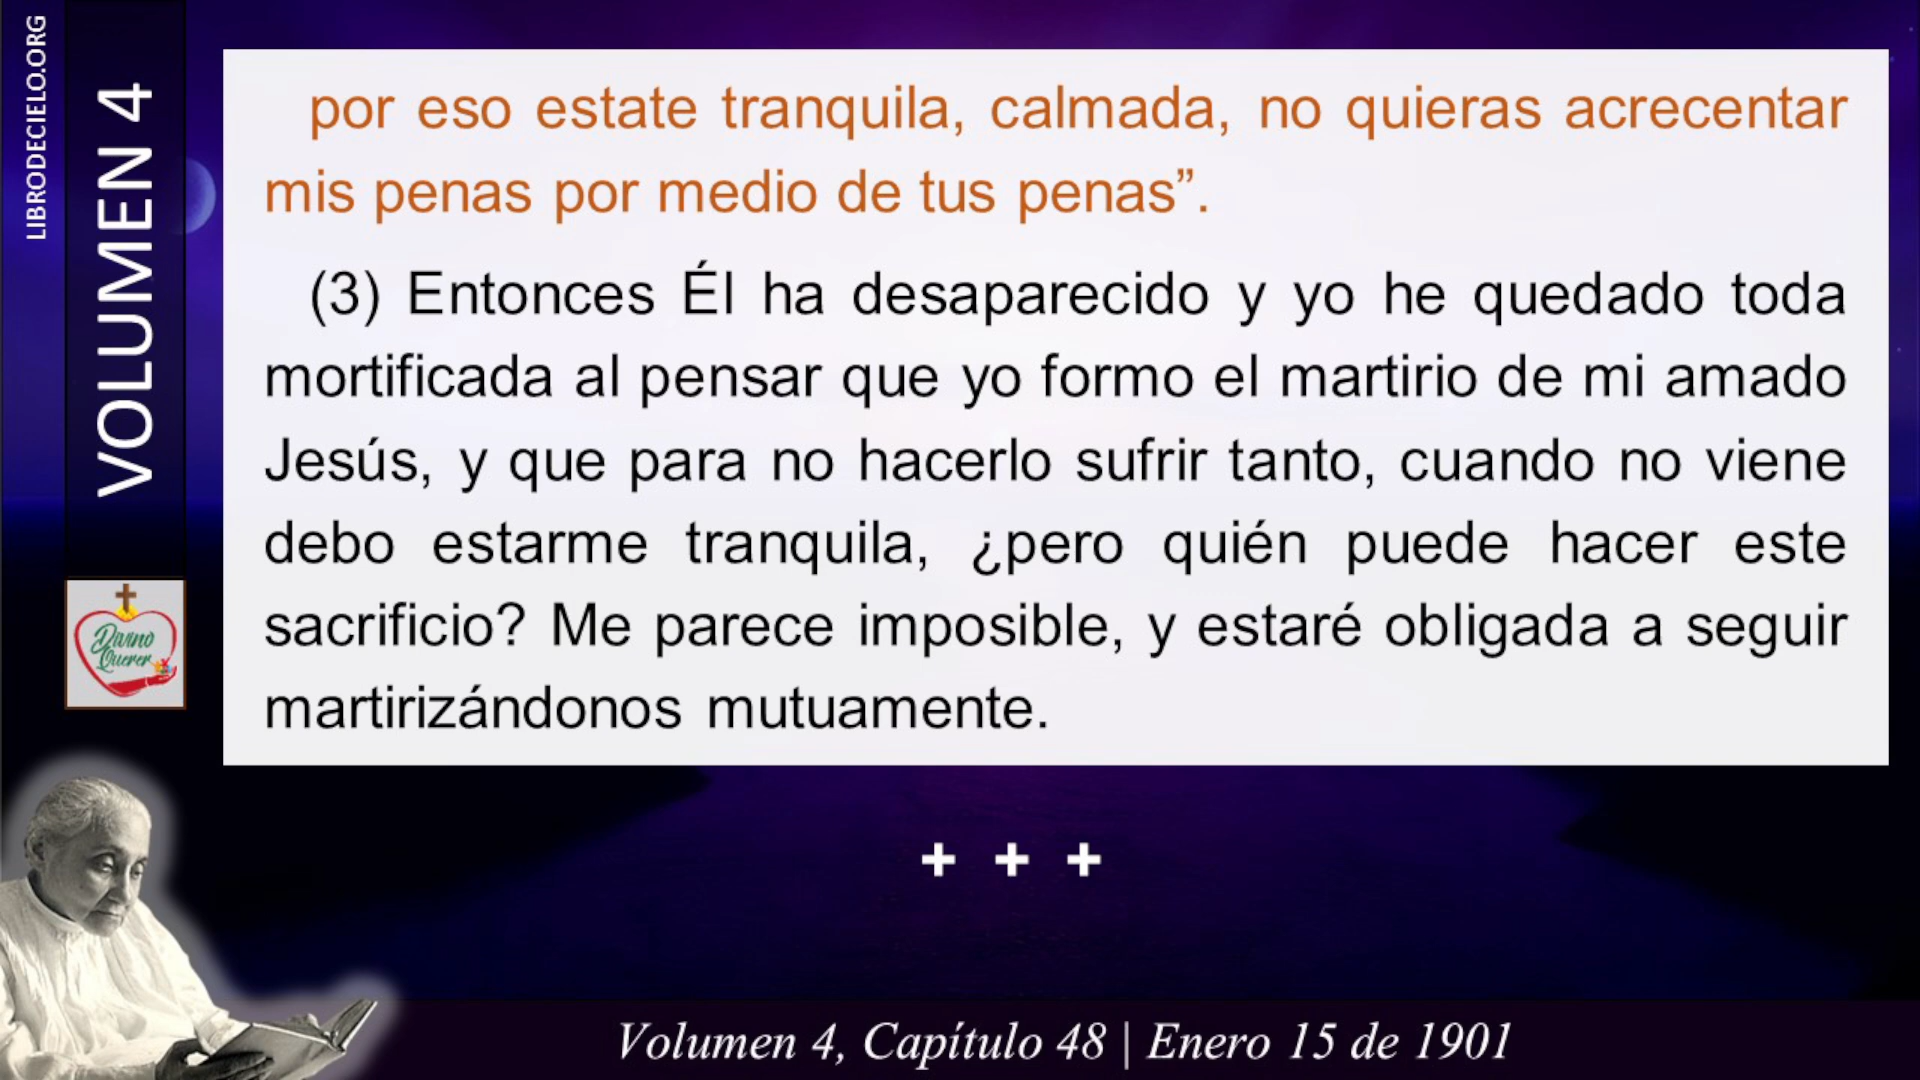 LIBRODECIELO.ORG
VOLUMEN 4
por eso estate tranquila, calmada, no quieras acrecentar
mis penas por medio de tus penas”.
(3) Entonces Él ha desaparecido y yo he quedado toda
mortificada al pensar que yo formo el martirio de mi amado
Jesús, y que para no hacerlo sufrir tanto, cuando no viene
debo estarme tranquila, ¿pero quién puede hacer este
sacrificio? Me parece imposible, y estaré obligada a seguir
martirizándonos mutuamente.
+ + +
Divino
Querer
Volumen 4, Capítulo 48 | Enero 15 de 1901